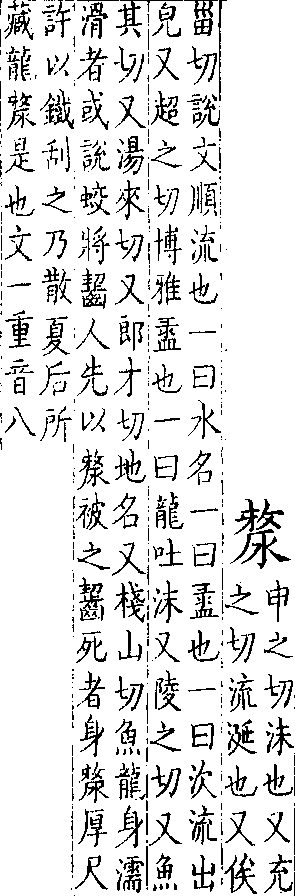 漦
申之切沫也又充
之切流涎也又俟
甾切說文順流也一曰水名一曰盝也一曰次流出
皃又超之切博雅盝也一曰龍吐沫又陵之切又魚
其切又湯來切又郎才切地名又棧山切魚龍身濡
滑者或說蛟將齧人先以漦被之齧死者身漦厚尺
許以鐵刮之乃散夏后所
藏龍漦是也文一重音八